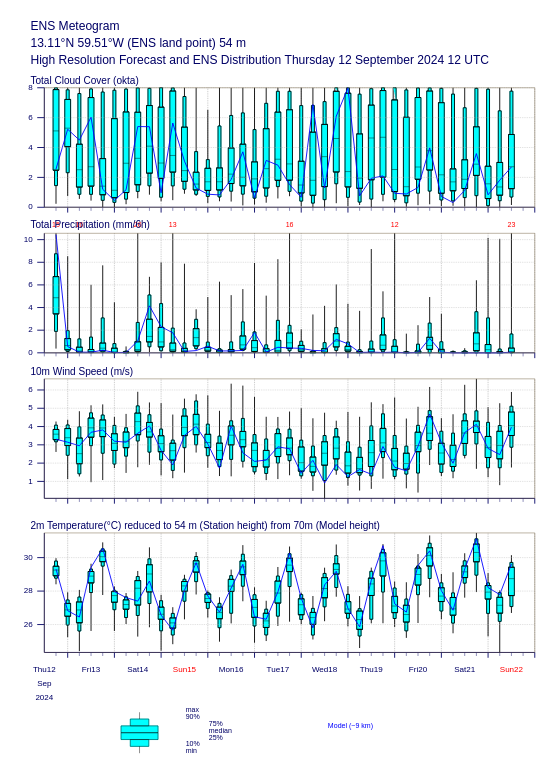 ENS Meteogram
13.11°N 59.51°W (ENS land point) 54 m
High Resolution Forecast and ENS Distribution Thursday 12 September 2024 12 UTC
Total Cloud Cover (okta)
8
6
4
2
0
Total Precipitation (mm/6h)
13 16 12 23
10
8
6
4
2
0
10m Wind Speed (m/s)
6
5
4
3
2
1
2m Temperature(°C) reduced to 54 m (Station height) from 70m (Model height)
30
28
26
Thu12 Fri13 Sat14 Sun15 Mon16 Tue17 Wed18 Thu19 Fri20 Sat21 Sun22
Sep
2024
max
90%
75%
median
25%
10%
min
Model (~9 km)